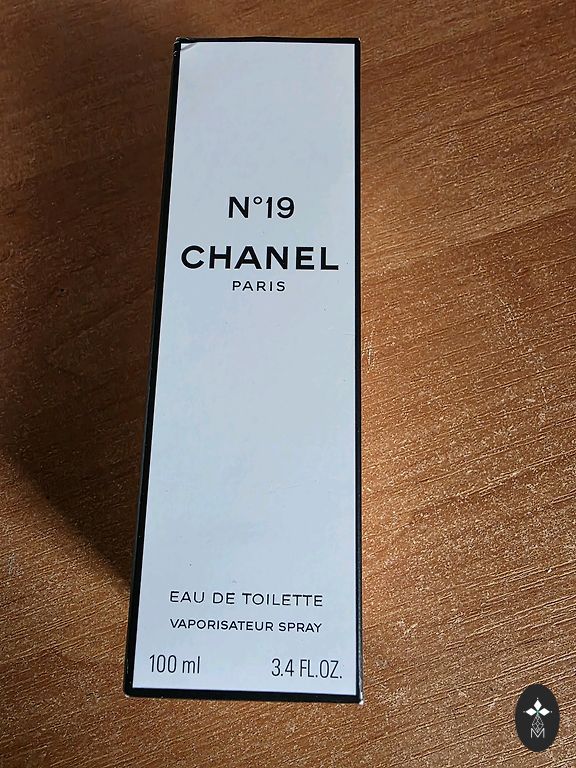 N°19
CHANEL
PARIS
EAU DE TOILETTE
VAPORISATEUR SPRAY
100 ml 3.4 FL.OZ.
M